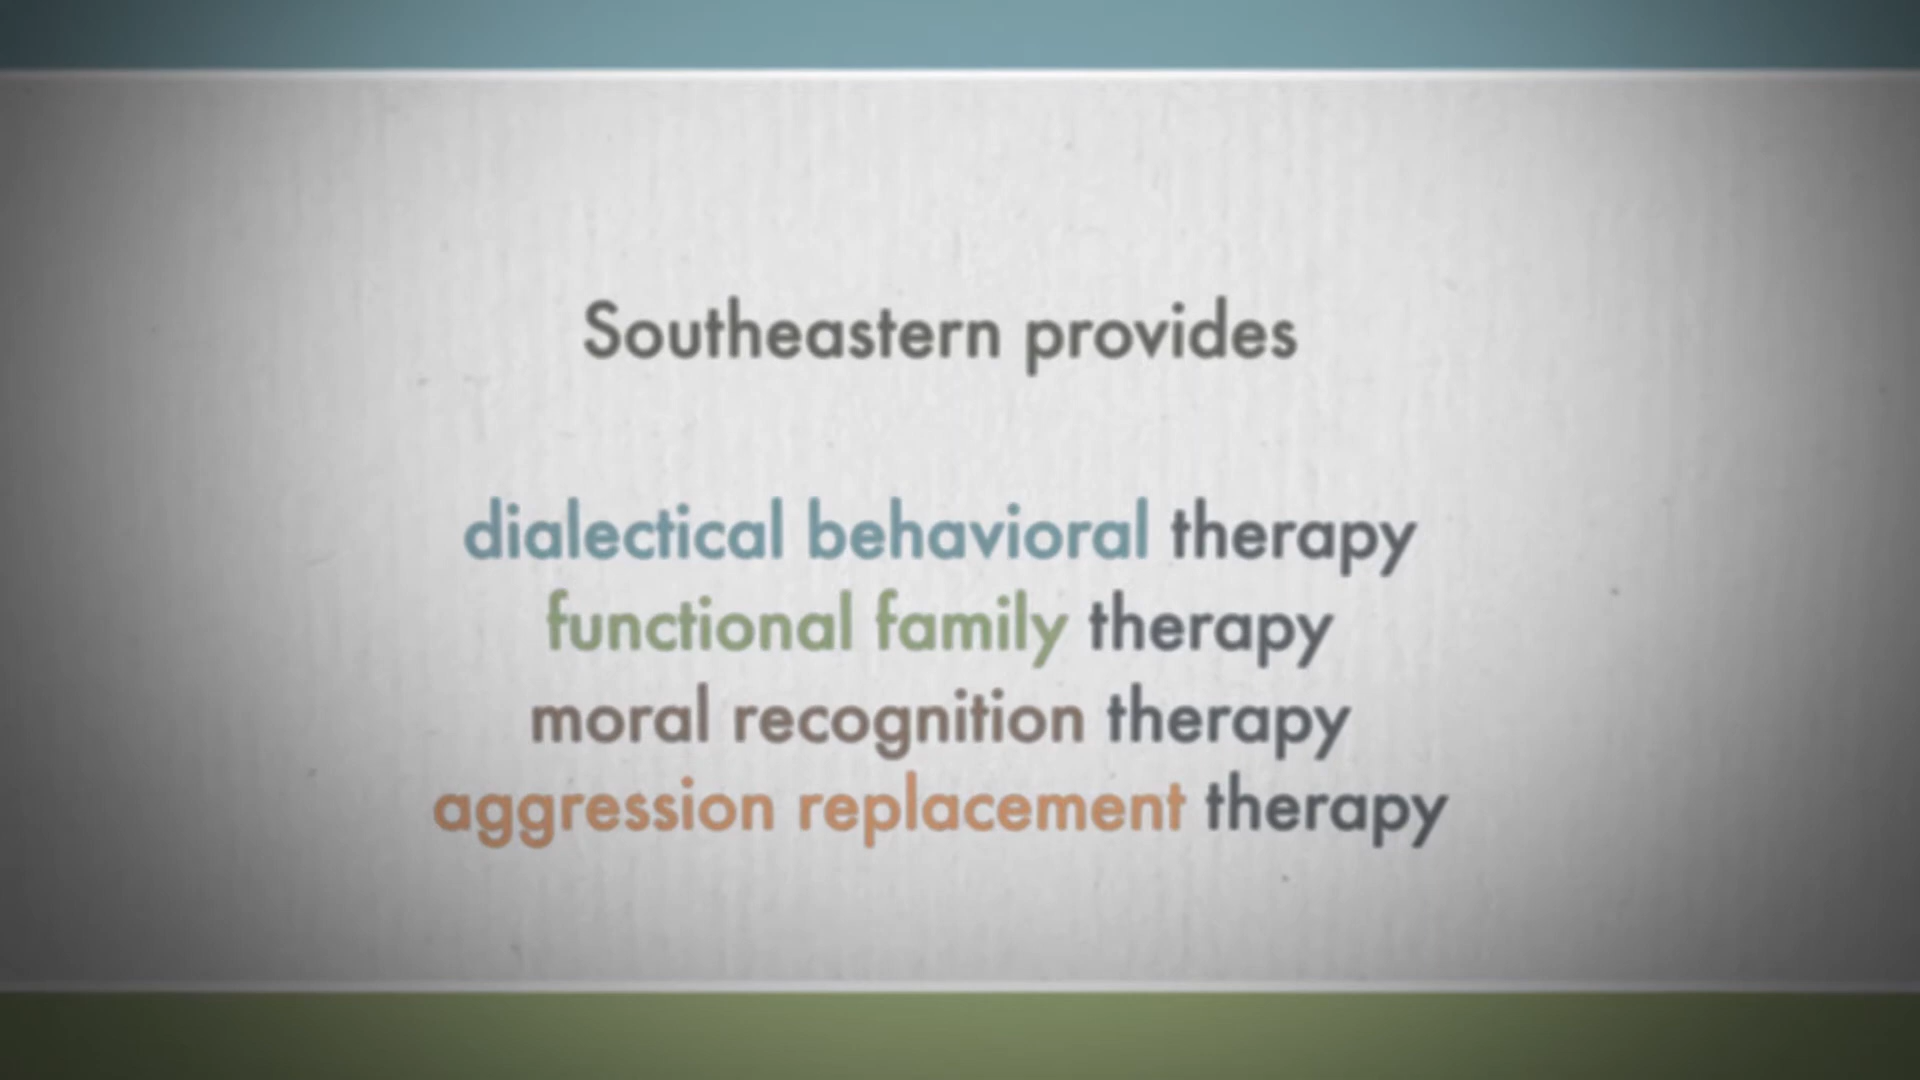 Southeastern provides
dialectical behavioral therapy
functional family therapy
moral recognition therapy
aggression replacement therapy